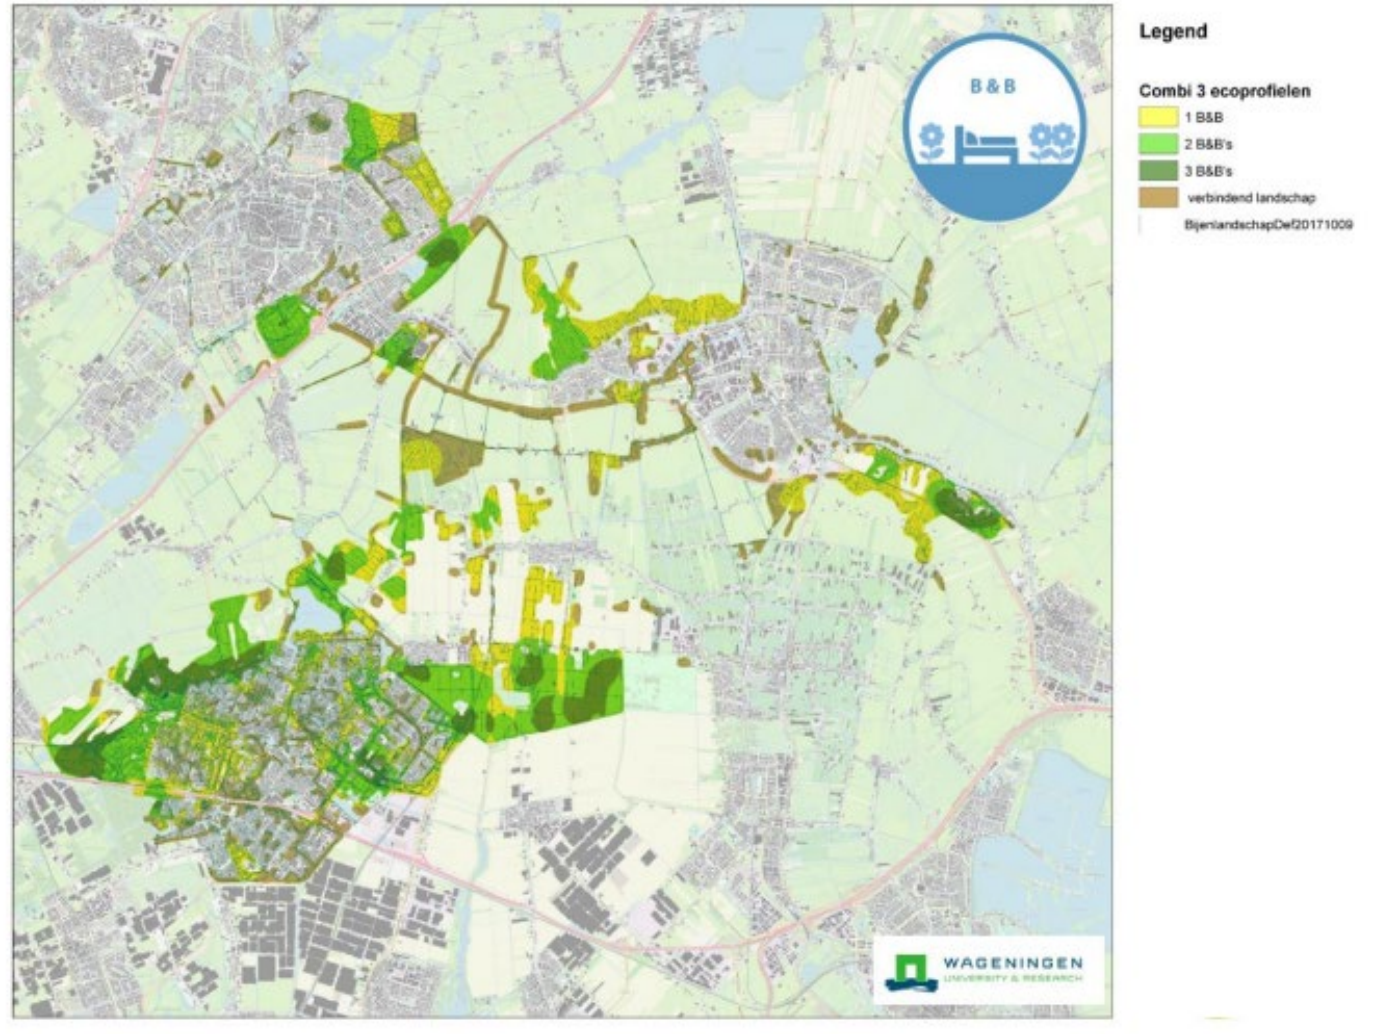 B & B
Legend
Combi 3 ecoprofielen
1 B&B
2 B&B's
3 B&B's
verbindend landschap
BijenlandschapDef20171009
WAGENINGEN
UNIVERSITY & RESEARCH